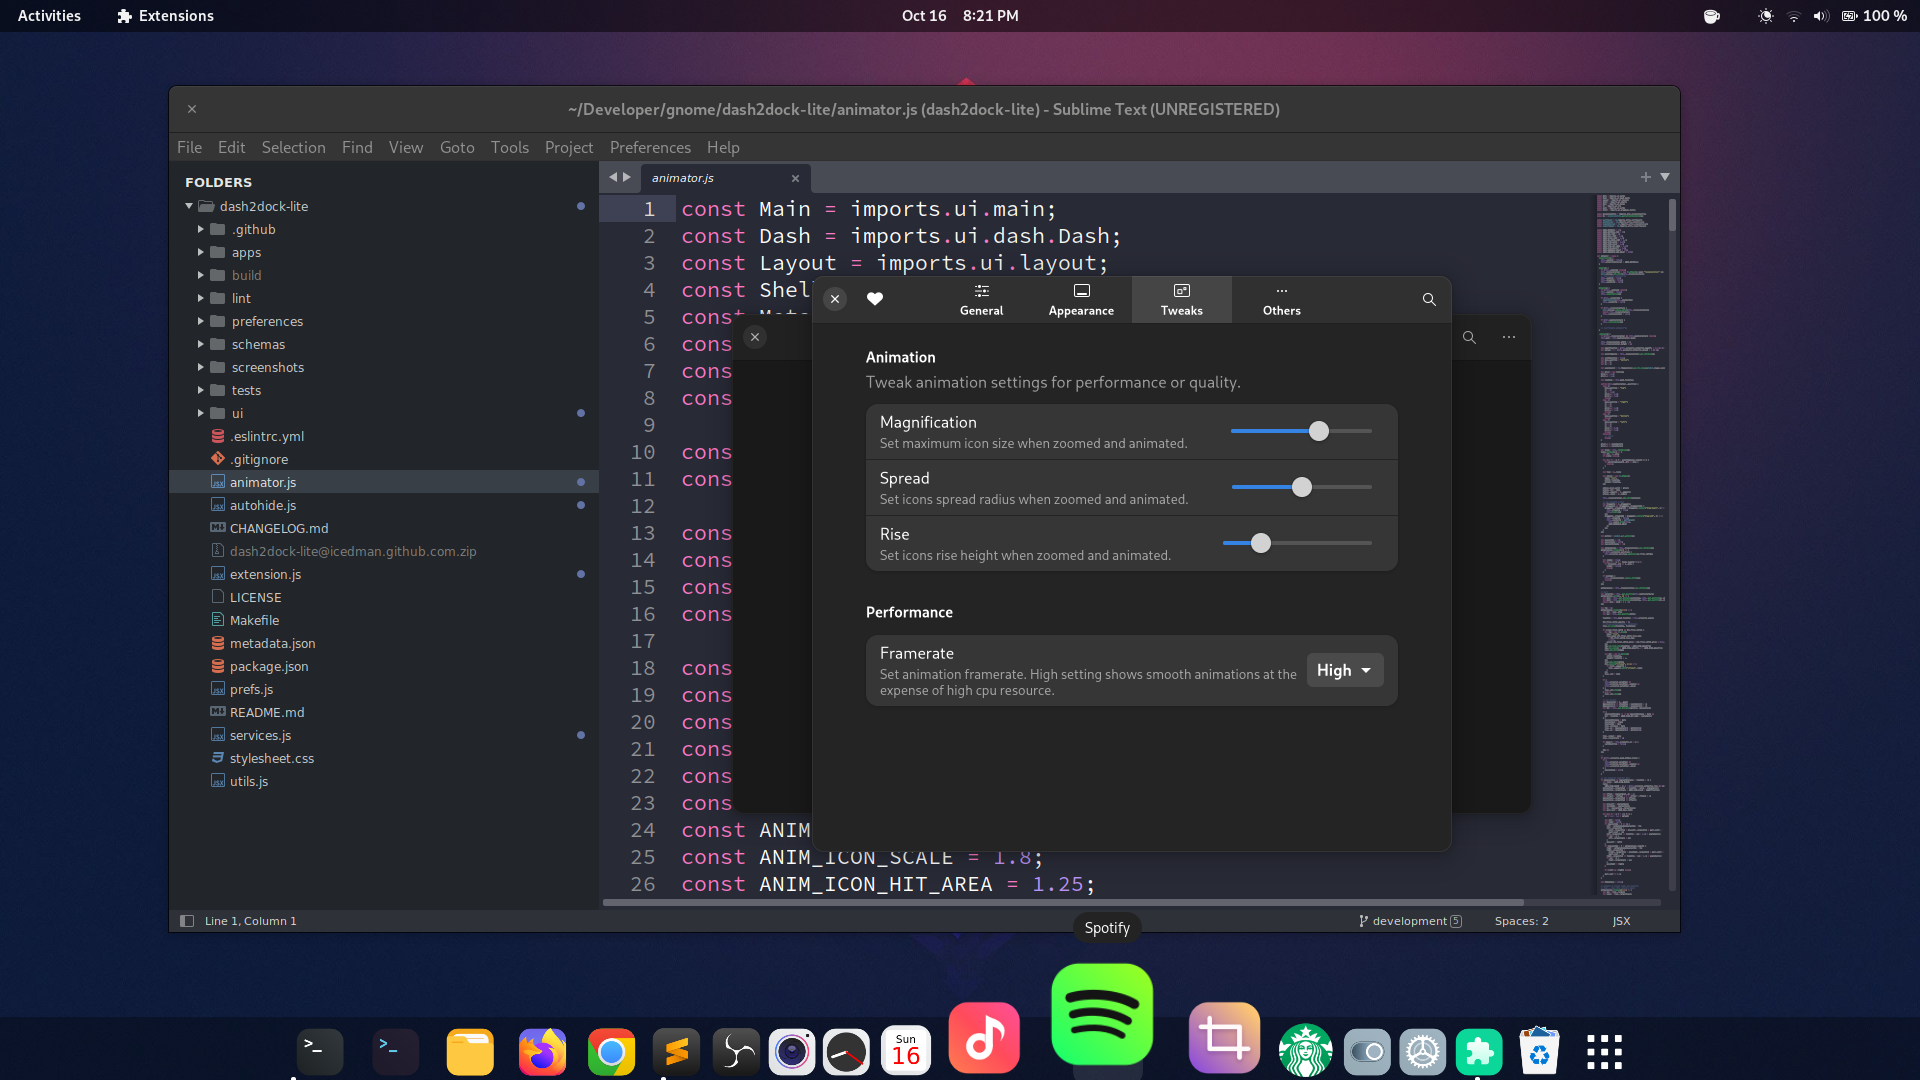 Activities
Extensions
Oct 16 8:21 PM
100 %
~/Developer/gnome/dash2dock-lite/animator.js (dash2dock-lite) - Sublime Text (UNREGISTERED)
File Edit Selection Find View Goto Tools Project Preferences Help
FOLDERS
dash2dock-lite
.github
apps
build
lint
preferences
schemas
screenshots
tests
ui
.eslintrc.yml
.gitignore
animator.js
autohide.js
CHANGELOG.md
dash2dock-lite@icedman.github.com.zip
extension.js
LICENSE
Makefile
metadata.json
package.json
prefs.js
README.md
services.js
stylesheet.css
utils.js
animator.js
1 const Main = imports.ui.main;
2 const Dash = imports.ui.dash.Dash;
3 const Layout = imports.ui.layout;
4 const Shel
5 cons
6 cons
7 cons
8 cons
9
10 cons
11 cons
12
13 cons
14 cons
15 cons
16 cons
17
18 cons
19 cons
20 cons
21 cons
22 cons
23 cons
24 const ANIM
25 const ANIM_ICON_SCALE = 1.8;
26 const ANIM_ICON_HIT_AREA = 1.25;
General
Appearance
Tweaks
Others
Animation
Tweak animation settings for performance or quality.
Magnification
Set maximum icon size when zoomed and animated.
Spread
Set icons spread radius when zoomed and animated.
Rise
Set icons rise height when zoomed and animated.
Performance
Framerate
Set animation framerate. High setting shows smooth animations at the
expense of high cpu resource.
High
Line 1, Column 1
development 5
Spaces: 2
JSX
Spotify
Sun
16